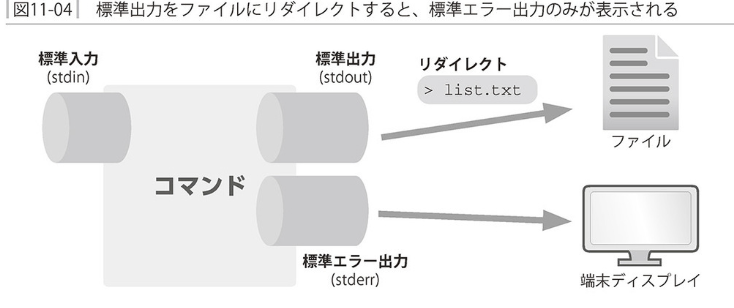 図11-04 標準出力をファイルにリダイレクトすると、標準エラー出力のみが表示される
標準入力
(stdin)
標準出力
(stdout)
リダイレクト
> list.txt
ファイル
コマンド
標準エラー出力
(stderr)
端末ディスプレイ